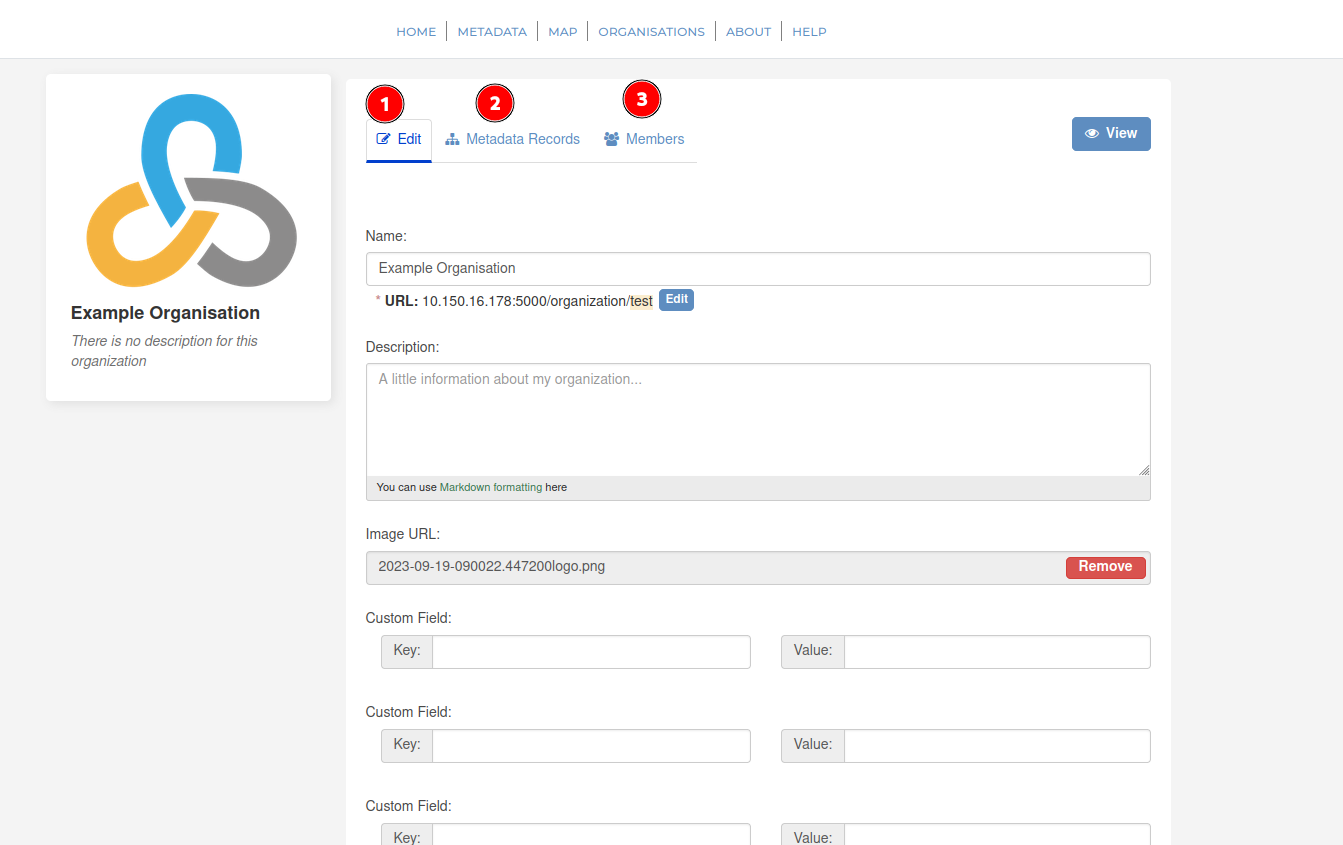 HOME METADATA MAP ORGANISATIONS ABOUT HELP
1 2 3
Edit Metadata Records Members View
Example Organisation
There is no description for this
organization
Name:
Example Organisation
* URL: 10.150.16.178:5000/organization/test Edit
Description:
A little information about my organization...
You can use Markdown formatting here
Image URL:
2023-09-19-090022.447200logo.png Remove
Custom Field:
Key: Value:
Custom Field:
Key: Value:
Custom Field:
Key: Value: